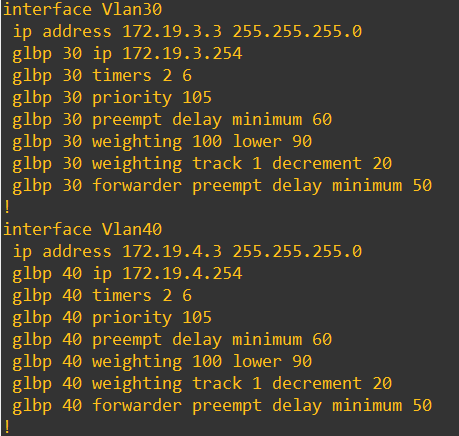 interface Vlan30
 ip address 172.19.3.3 255.255.255.0
 glbp 30 ip 172.19.3.254
 glbp 30 timers 2 6
 glbp 30 priority 105
 glbp 30 preempt delay minimum 60
 glbp 30 weighting 100 lower 90
 glbp 30 weighting track 1 decrement 20
 glbp 30 forwarder preempt delay minimum 50
!
interface Vlan40
 ip address 172.19.4.3 255.255.255.0
 glbp 40 ip 172.19.4.254
 glbp 40 timers 2 6
 glbp 40 priority 105
 glbp 40 preempt delay minimum 60
 glbp 40 weighting 100 lower 90
 glbp 40 weighting track 1 decrement 20
 glbp 40 forwarder preempt delay minimum 50
!